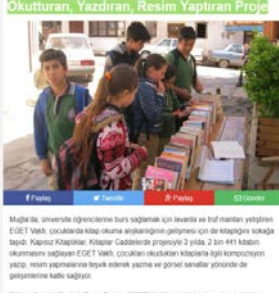 Okutturan, Yazdıran, Resim Yaptıran Proje
Paylaş
Tweetle
Paylaş
Gönder
Muğla'da, üniversite öğrencilerine burs sağlamak için lavanta ve trüf mantarı yetiştiren
EGET Vakfı, çocuklarda kitap okuma alışkanlığının gelişmesi için de kitaplığını sokağa
taşıdı. Kapısız Kitaplıklar, Kitaplar Caddelerde projesiyle 3 yılda, 2 bin 441 kitabın
okunmasını sağlayan EGET Vakfı, çocukları okudukları kitaplarla ilgili kompozisyon
yazıp, resim yapmalarına teşvik ederek yazma ve görsel sanatlar yönünde de
gelişimlerine katkı sağlıyor.